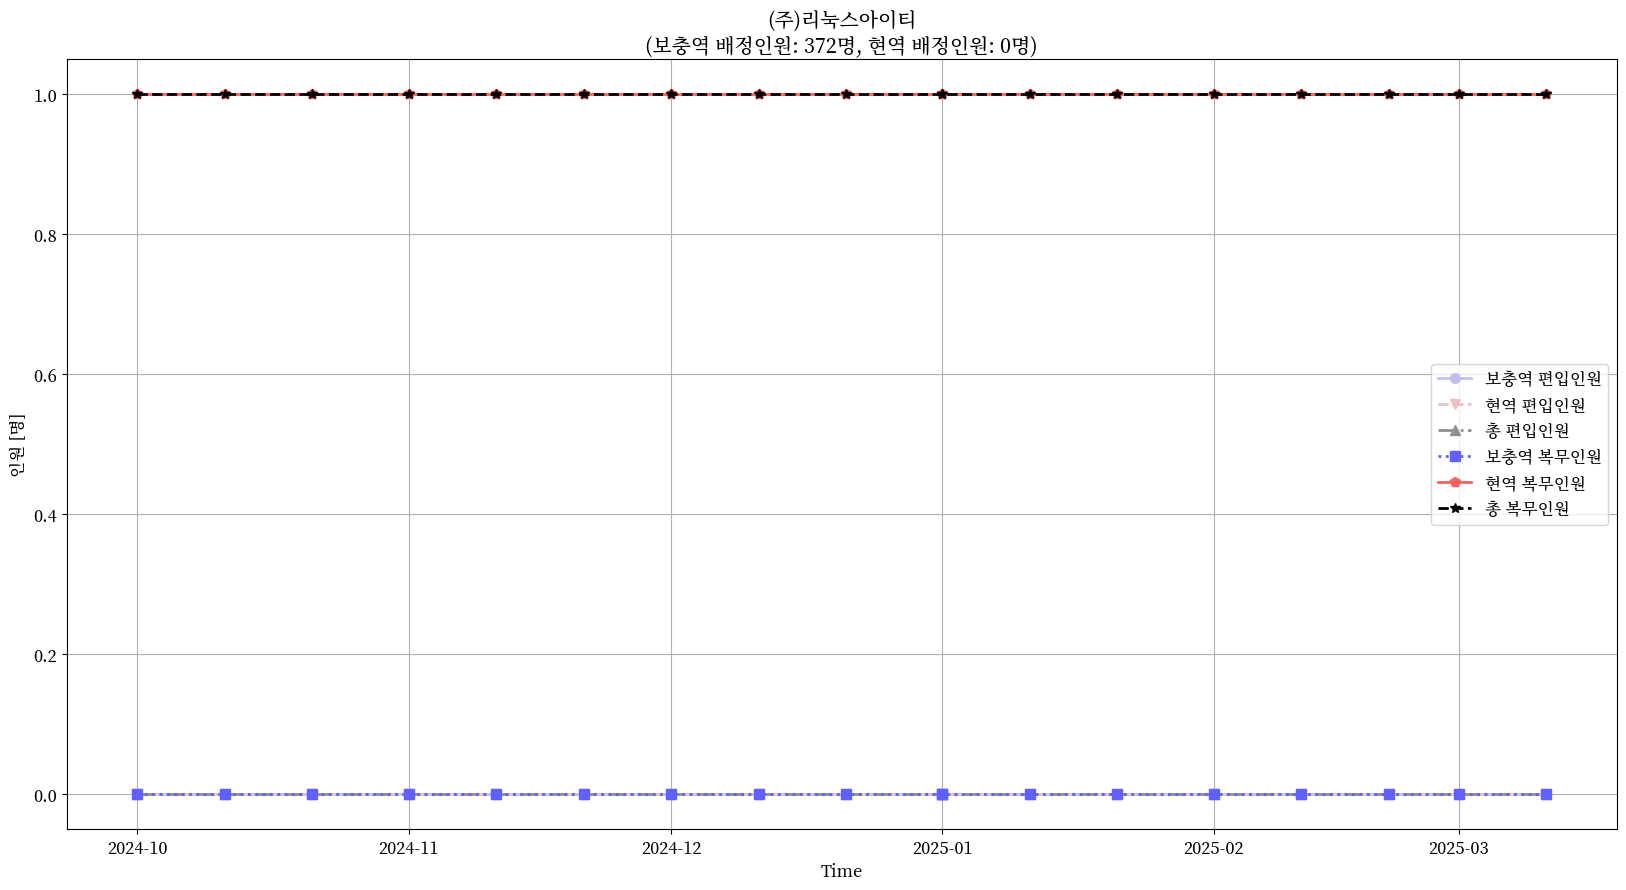 (주)리눅스아이티
(보충역 배정인원: 372명, 현역 배정인원: 0명)
1.0
0.8
0.6
0.4
0.2
0.0
인원 [명]
보충역 편입인원
현역 편입인원
총 편입인원
보충역 복무인원
현역 복무인원
총 복무인원
2024-10
2024-11
2024-12
2025-01
2025-02
2025-03
Time